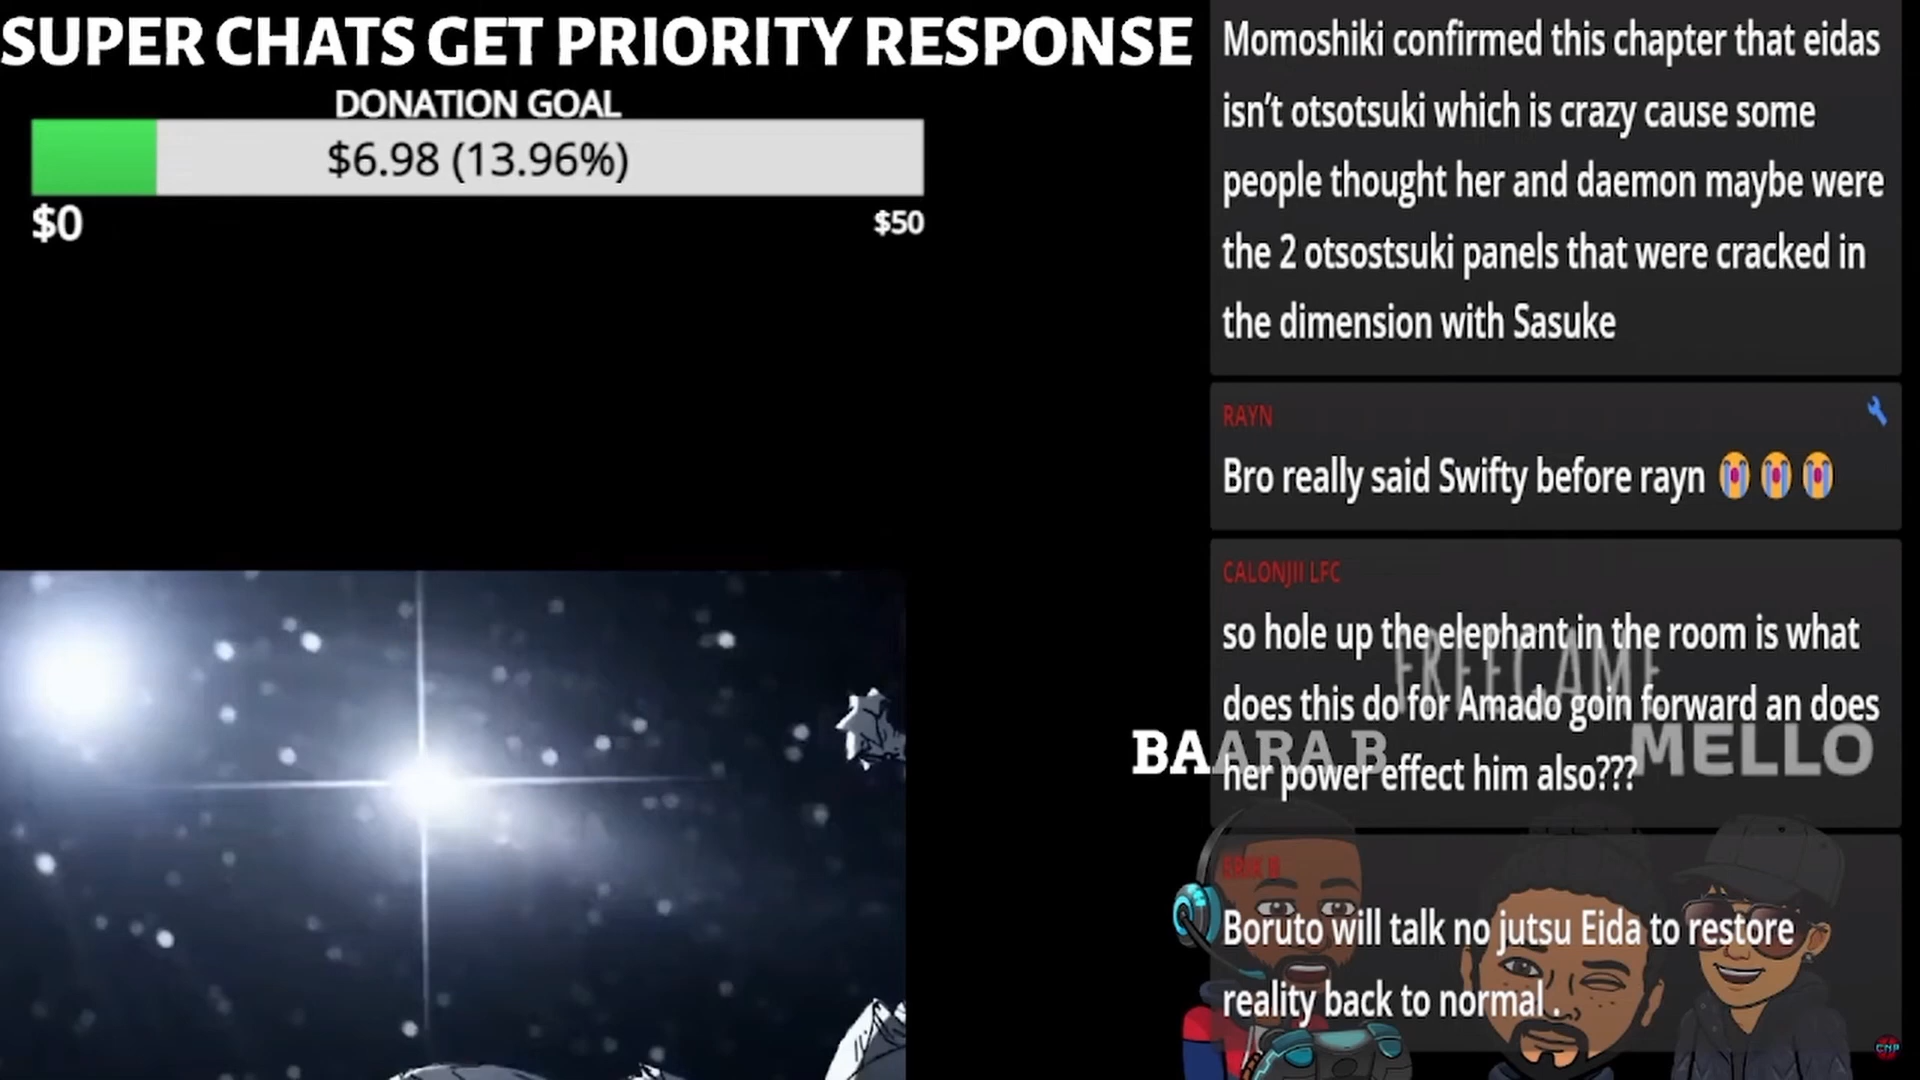 SUPER CHATS GET PRIORITY RESPONSE
DONATION GOAL
$6.98 (13.96%)
$0
$50
Momoshiki confirmed this chapter that eidas
isn’t otsotsuki which is crazy cause some
people thought her and daemon maybe were
the 2 otsostsuki panels that were cracked in
the dimension with Sasuke
RAYN
Bro really said Swifty before rayn 😭😭😭
CALONJII LFC
so hole up the elephant in the room is what
does this do for Amado goin forward an does
her power effect him also???
FREECAME
BAARA B
MELLO
ERIK B
Boruto will talk no jutsu Eida to restore
reality back to normal .
CNP